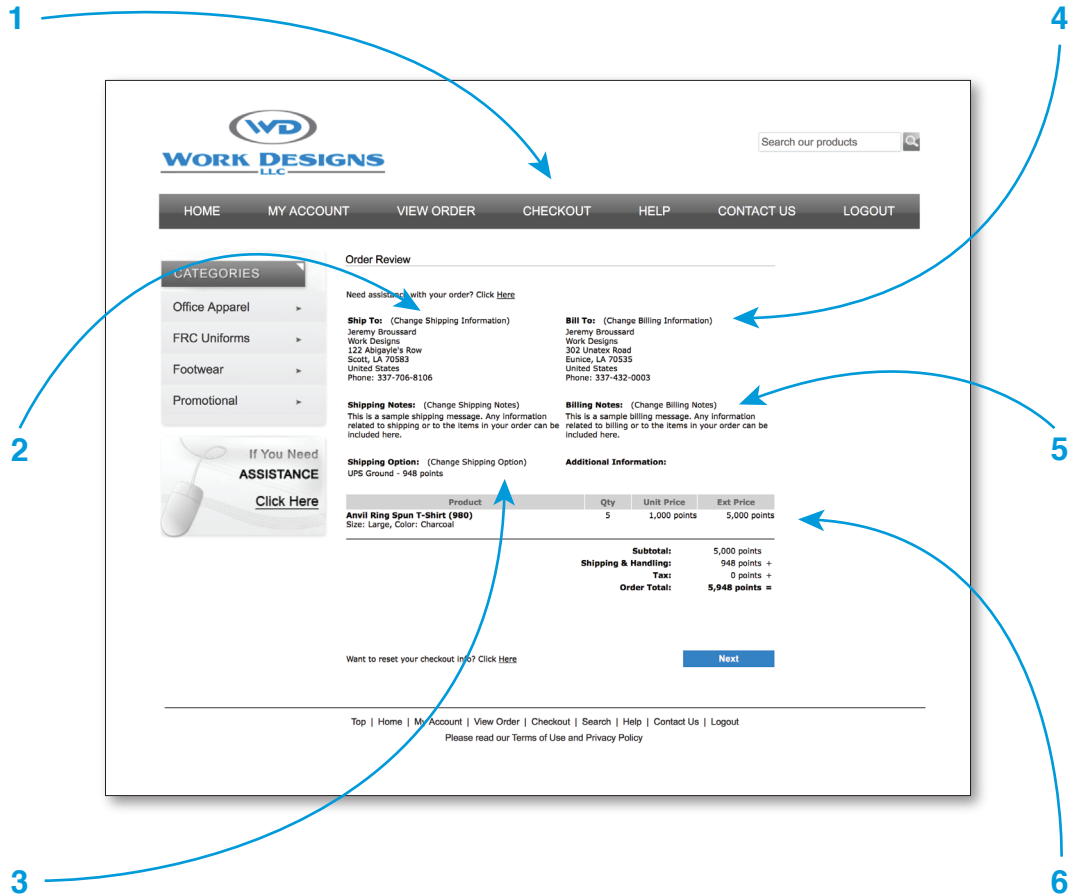 1
4
WD
WORK DESIGNS
LLC
Search our products
HOME MY ACCOUNT VIEW ORDER CHECKOUT HELP CONTACT US LOGOUT
CATEGORIES
Office Apparel
FRC Uniforms
Footwear
Promotional
If You Need
ASSISTANCE
Click Here
Order Review
Need assistance with your order? Click Here
Ship To: (Change Shipping Information)
Jeremy Broussard
Work Designs
122 Abigayle's Row
Scott, LA 70583
United States
Phone: 337-706-8106
Bill To: (Change Billing Information)
Jeremy Broussard
Work Designs
302 Unatex Road
Eunice, LA 70535
United States
Phone: 337-432-0003
Shipping Notes: (Change Shipping Notes)
This is a sample shipping message. Any information
related to shipping or to the items in your order can be
included here.
Billing Notes: (Change Billing Notes)
This is a sample billing message. Any information
related to billing or to the items in your order can be
included here.
Shipping Option: (Change Shipping Option)
UPS Ground - 948 points
Additional Information:
Product Qty Unit Price Ext Price
Anvil Ring Spun T-Shirt (980) 5 1,000 points 5,000 points
Size: Large, Color: Charcoal
Subtotal: 5,000 points
Shipping & Handling: 948 points +
Tax: 0 points +
Order Total: 5,948 points =
Want to reset your checkout info? Click Here
Next
Top | Home | My Account | View Order | Checkout | Search | Help | Contact Us | Logout
Please read our Terms of Use and Privacy Policy
2
5
3
6